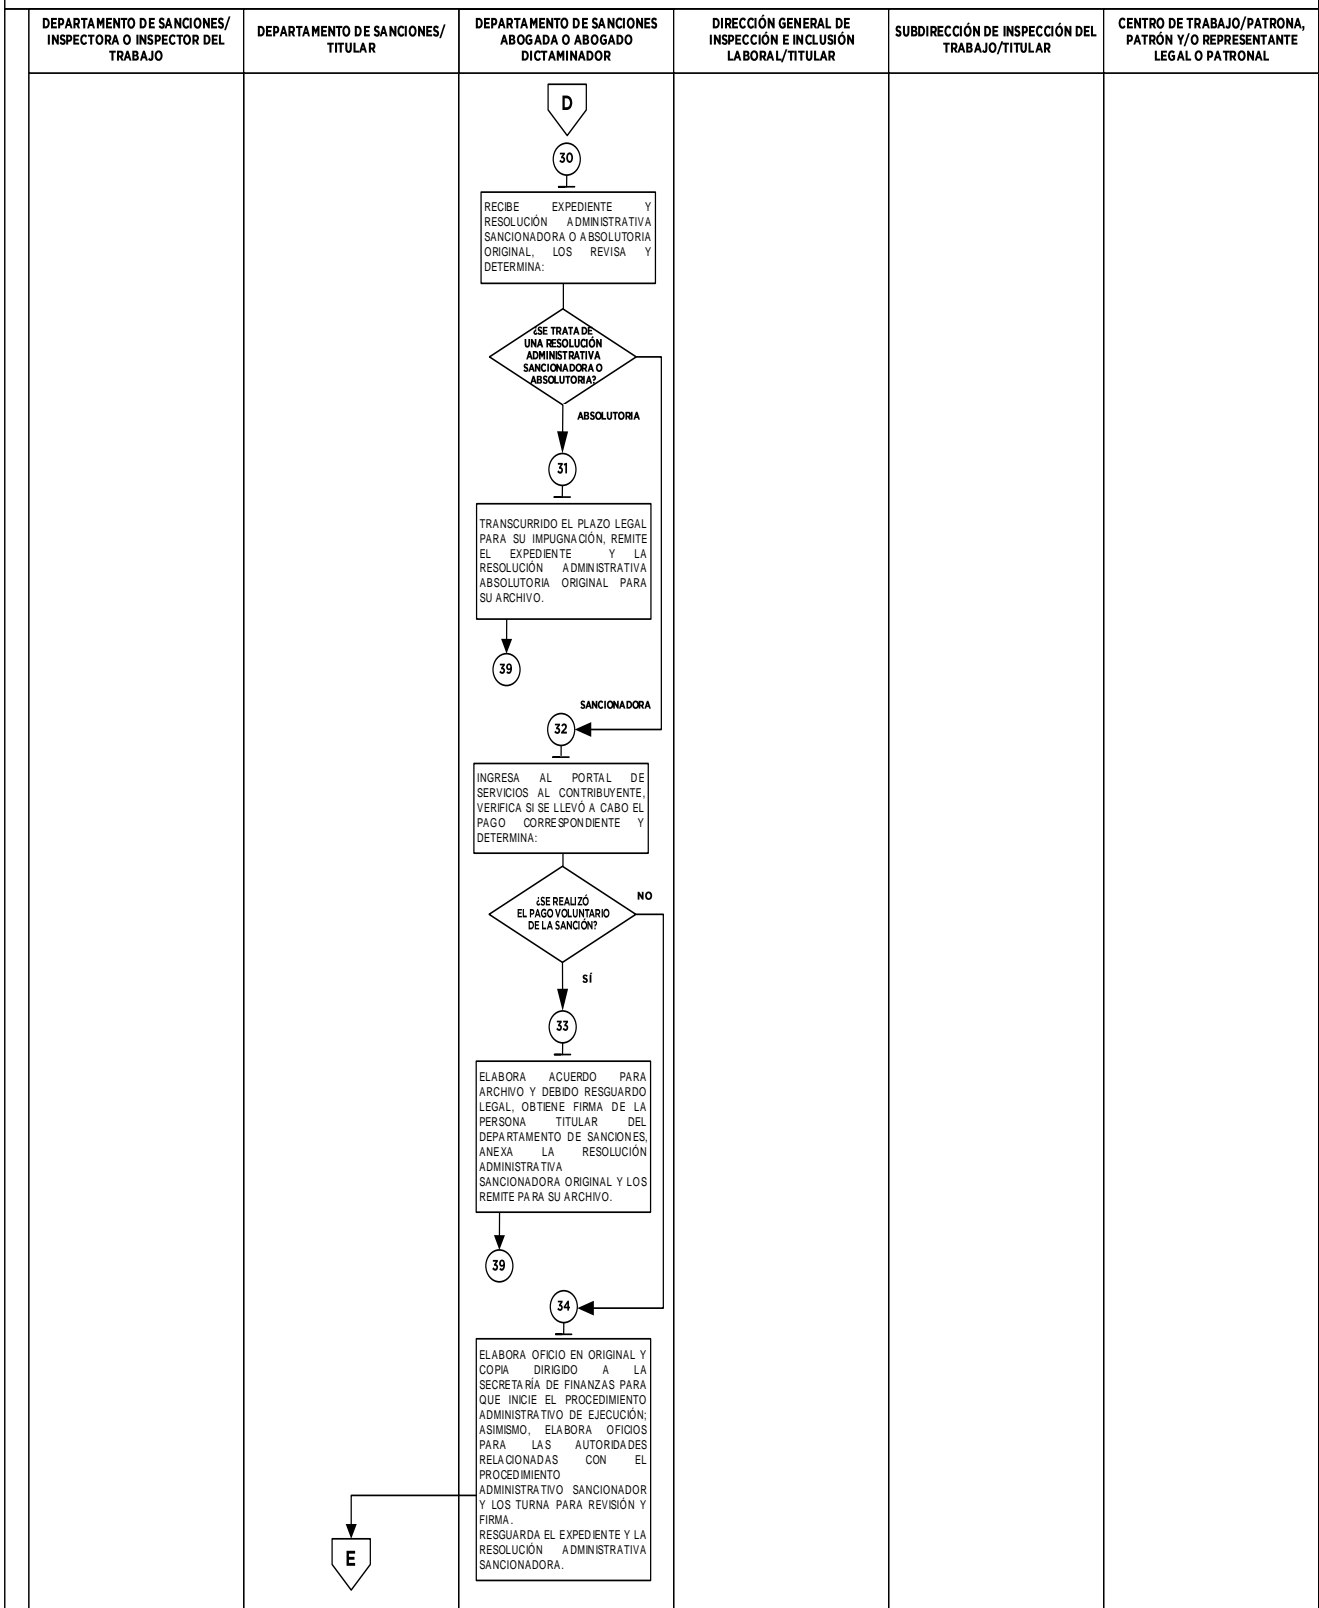 DEPARTAMENTO DE SANCIONES/
INSPECTORA O INSPECTOR DEL
TRABAJO
DEPARTAMENTO DE SANCIONES/
TITULAR
DEPARTAMENTO DE SANCIONES
ABOGADA O ABOGADO
DICTAMINADOR
DIRECCIÓN GENERAL DE
INSPECCIÓN E INCLUSIÓN
LABORAL/TITULAR
SUBDIRECCIÓN DE INSPECCIÓN DEL
TRABAJO/TITULAR
CENTRO DE TRABAJO/PATRONA,
PATRÓN Y/O REPRESENTANTE
LEGAL O PATRONAL
D
30
RECIBE EXPEDIENTE Y
RESOLUCIÓN ADMINISTRATIVA
SANCIONADORA O ABSOLUTORIA
ORIGINAL, LOS REVISA Y
DETERMINA:
¿SE TRATA DE
UNA RESOLUCIÓN
ADMINISTRATIVA
SANCIONADORA O
ABSOLUTORIA?
ABSOLUTORIA
31
TRANSCURRIDO EL PLAZO LEGAL
PARA SU IMPUGNACIÓN, REMITE
EL EXPEDIENTE Y LA
RESOLUCIÓN ADMINISTRATIVA
ABSOLUTORIA ORIGINAL PARA
SU ARCHIVO.
39
SANCIONADORA
32
INGRESA AL PORTAL DE
SERVICIOS AL CONTRIBUYENTE,
VERIFICA SI SE LLEVÓ A CABO EL
PAGO CORRESPONDIENTE Y
DETERMINA:
¿SE REALIZÓ
EL PAGO VOLUNTARIO
DE LA SANCIÓN?
NO
SÍ
33
ELABORA ACUERDO PARA
ARCHIVO Y DEBIDO RESGUARDO
LEGAL, OBTIENE FIRMA DE LA
PERSONA TITULAR DEL
DEPARTAMENTO DE SANCIONES,
ANEXA LA RESOLUCIÓN
ADMINISTRATIVA
SANCIONADORA ORIGINAL Y LOS
REMITE PARA SU ARCHIVO.
39
34
ELABORA OFICIO EN ORIGINAL Y
COPIA DIRIGIDO A LA
SECRETARÍA DE FINANZAS PARA
QUE INICIE EL PROCEDIMIENTO
ADMINISTRATIVO DE EJECUCIÓN;
ASIMISMO, ELABORA OFICIOS
PARA LAS AUTORIDADES
RELACIONADAS CON EL
PROCEDIMIENTO
ADMINISTRATIVO SANCIONADOR
Y LOS TURNA PARA REVISIÓN Y
FIRMA.
RESGUARDA EL EXPEDIENTE Y LA
RESOLUCIÓN ADMINISTRATIVA
SANCIONADORA.
E